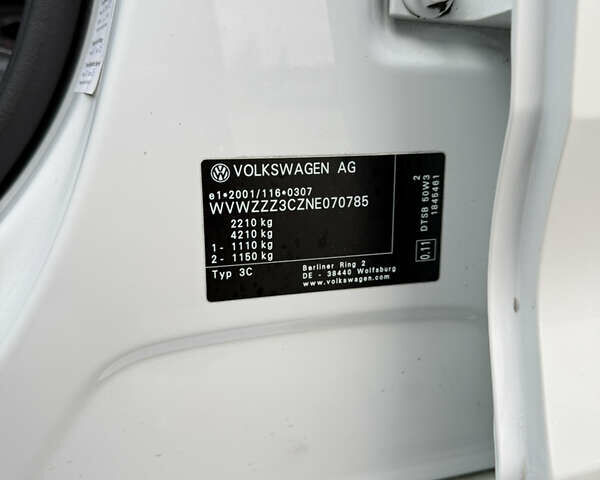 VOLKSWAGEN AG
e1*2001/116*0307
WVWZZZ3CZNE070785
2210 kg
4210 kg
1- 1110 kg
2- 1150 kg
Typ 3C
Berliner Ring 2
DE - 38440 Wolfsburg
www.volkswagen.com
0.11
DTSB 50W3 2
1845461